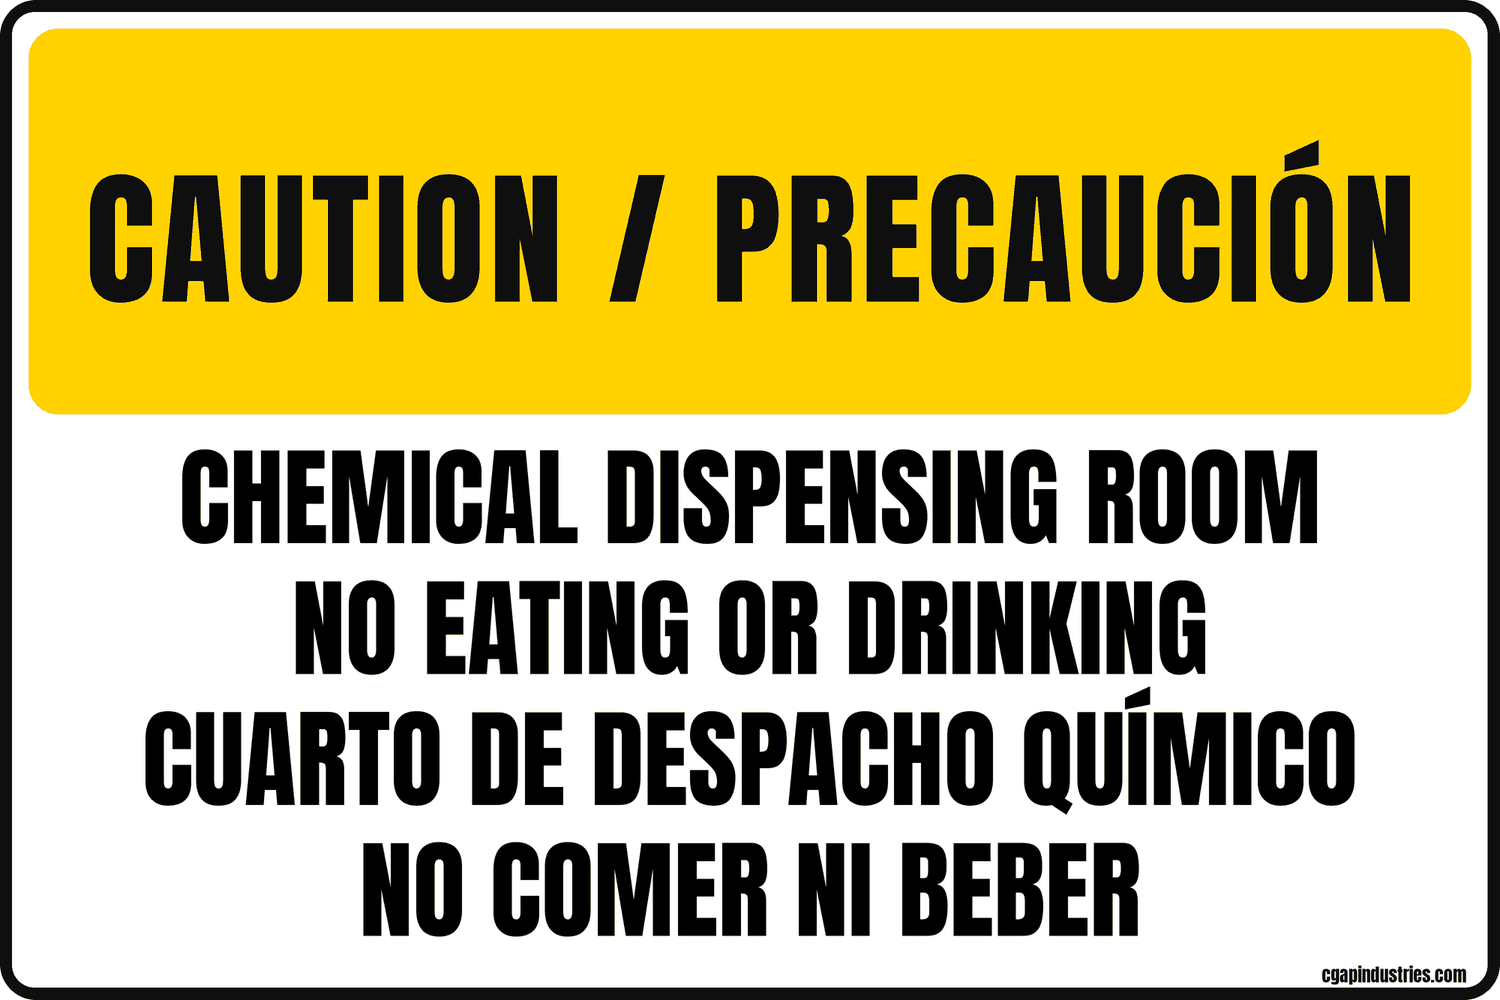 CAUTION / PRECAUCIÓN
CHEMICAL DISPENSING ROOM
NO EATING OR DRINKING
CUARTO DE DESPACHO QUÍMICO
NO COMER NI BEBER
cgapindustries.com